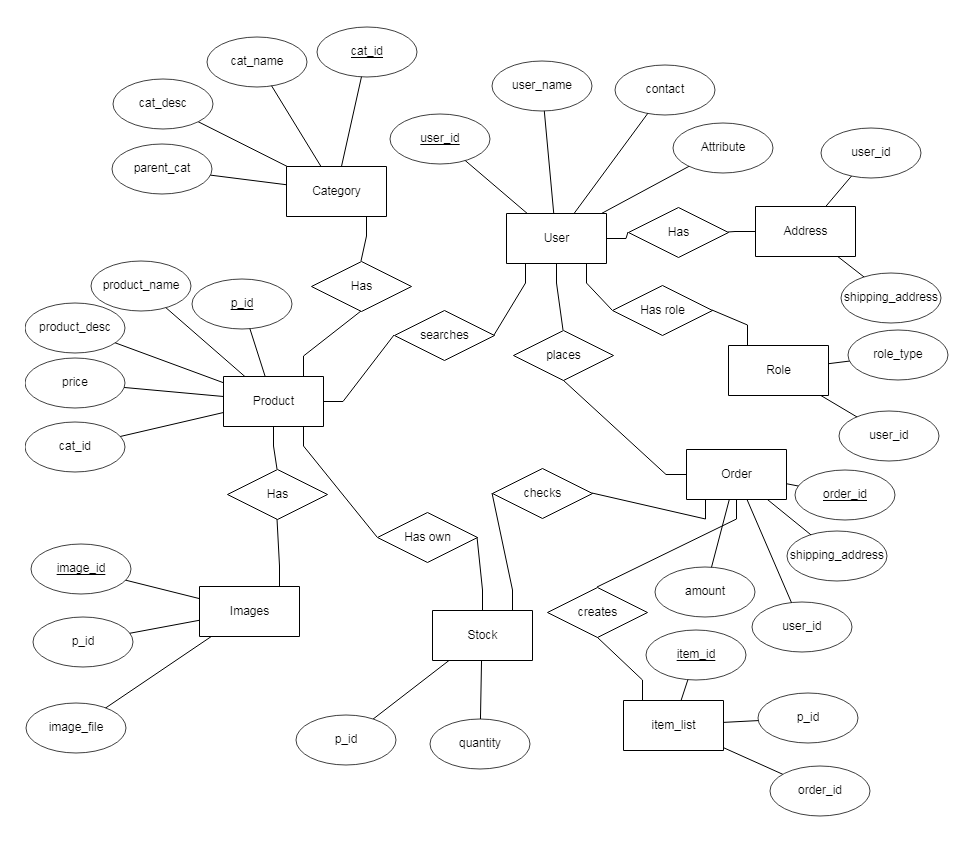 cat_id
cat_name
user_name
contact
cat_desc
user_id
Attribute
user_id
parent_cat
Category
User
Has
Address
product_name
Has
p_id
shipping_address
Has role
product_desc
searches
places
role_type
Role
price
Product
user_id
cat_id
Order
checks
Has
order_id
Has own
shipping_address
image_id
amount
Images
creates
user_id
p_id
Stock
item_id
p_id
image_file
item_list
p_id
quantity
order_id